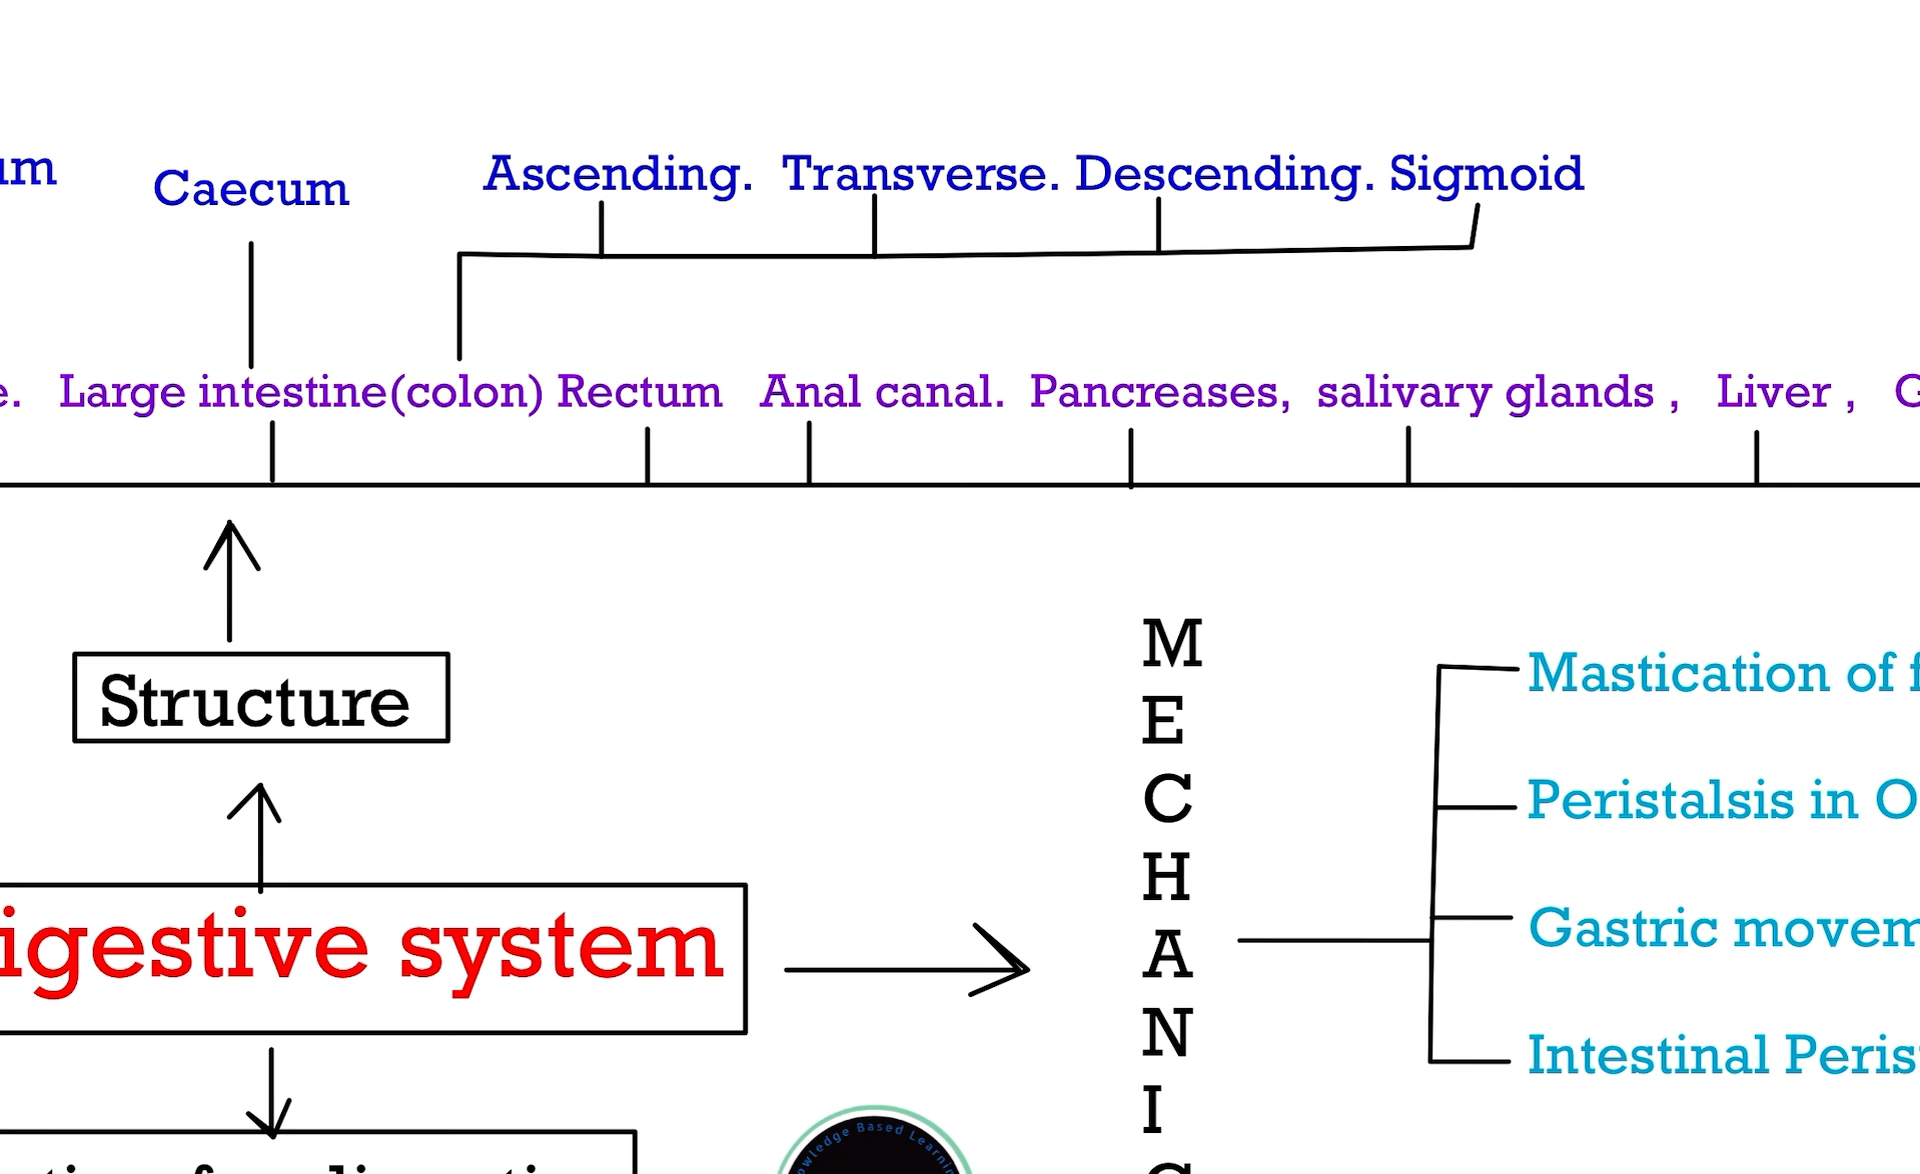 Caecum
Ascending. Transverse. Descending. Sigmoid
Large intestine(colon) Rectum Anal canal. Pancreases, salivary glands , Liver ,
Structure
M
E
C
H
A
N
I
Mastication of
Peristalsis in O
Gastric movem
Intestinal Peris
igestive system
Based